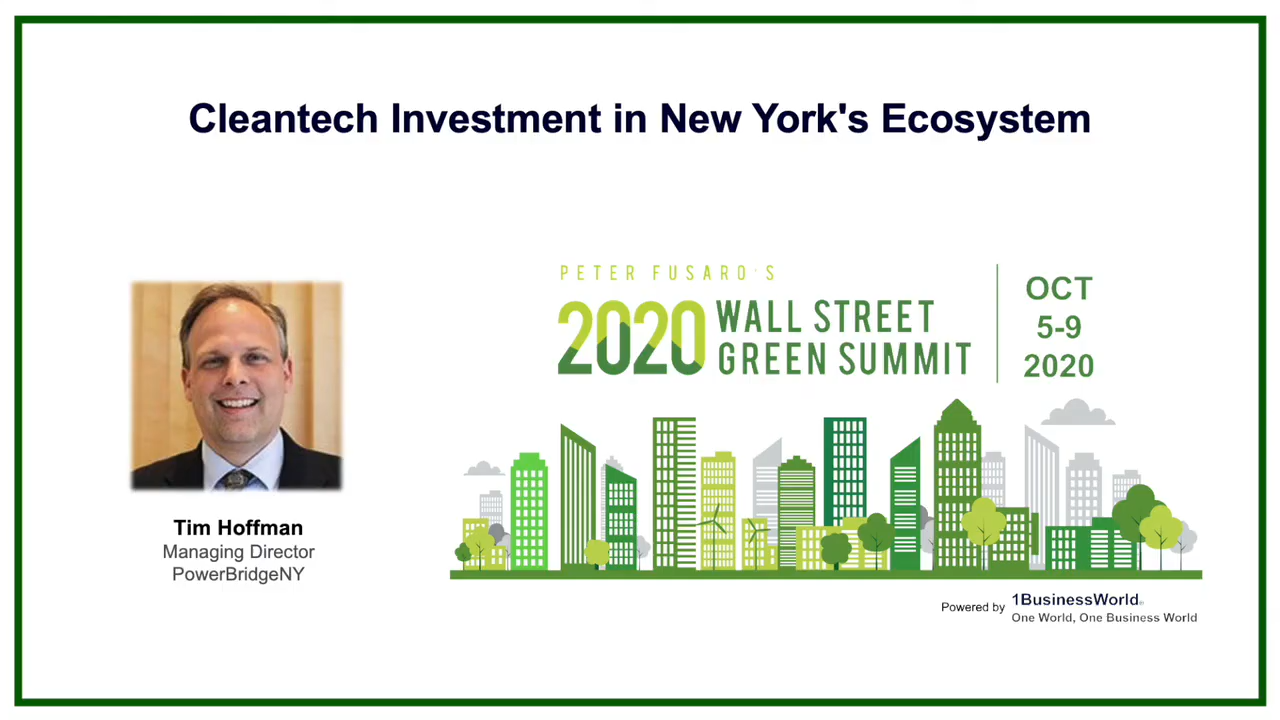 Cleantech Investment in New York's Ecosystem
PETER FUSARO'S
2020 WALL STREET
GREEN SUMMIT
OCT
5-9
2020
Tim Hoffman
Managing Director
PowerBridgeNY
Powered by 1BusinessWorld
One World, One Business World